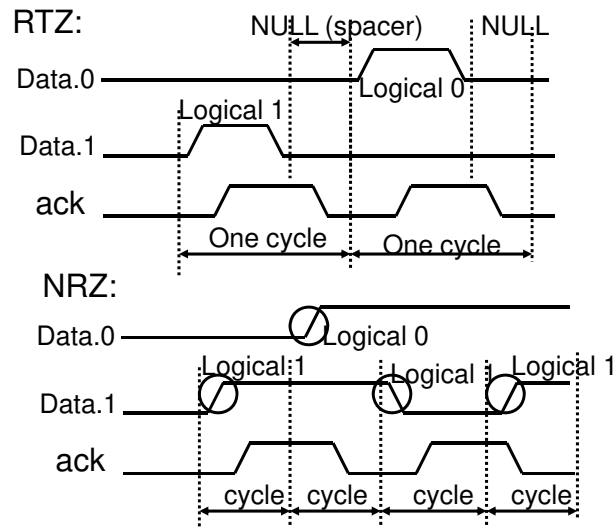 RTZ:
NULL (spacer)
NULL
Data.0
Logical 0
Logical 1
Data.1
ack
One cycle
One cycle
NRZ:
Data.0
Logical 0
Logical 1
Logical 1
Logical 1
Data.1
ack
cycle
cycle
cycle
cycle